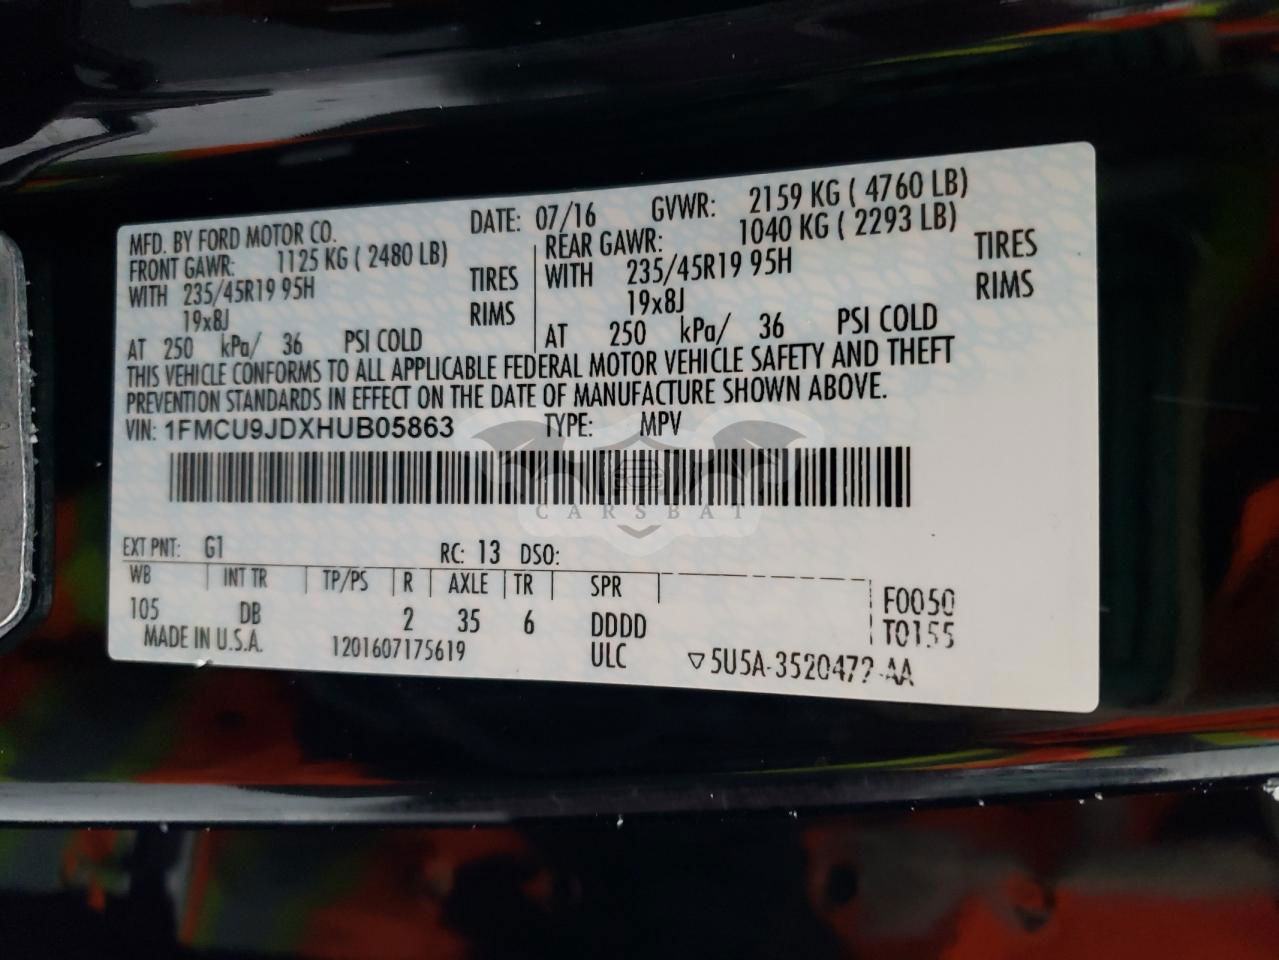 MFD. BY FORD MOTOR CO. DATE: 07/16 GVWR: 2159 KG ( 4760 LB)
FRONT GAWR: 1125 KG ( 2480 LB) REAR GAWR: 1040 KG ( 2293 LB)
WITH 235/45R19 95H TIRES WITH 235/45R19 95H TIRES
19x8J RIMS 19x8J RIMS
AT 250 kPa/ 36 PSI COLD AT 250 kPa/ 36 PSI COLD
THIS VEHICLE CONFORMS TO ALL APPLICABLE FEDERAL MOTOR VEHICLE SAFETY AND THEFT
PREVENTION STANDARDS IN EFFECT ON THE DATE OF MANUFACTURE SHOWN ABOVE.
VIN: 1FMCU9JDXHUB05863 TYPE: MPV
CARSBAT
EXT PNT: G1 RC: 13 DSO:
WB INT TR TP/PS R AXLE TR SPR F0050
105 DB 2 35 6 DDDD T0155
MADE IN U.S.A. 1201607175619 ULC ▽5U5A-3520472-AA